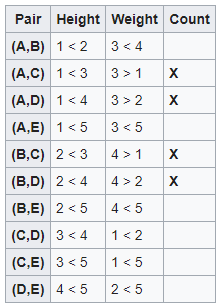 Pair Height Weight Count
(A,B) 1 < 2 3 < 4
(A,C) 1 < 3 3 > 1 X
(A,D) 1 < 4 3 > 2 X
(A,E) 1 < 5 3 < 5
(B,C) 2 < 3 4 > 1 X
(B,D) 2 < 4 4 > 2 X
(B,E) 2 < 5 4 < 5
(C,D) 3 < 4 1 < 2
(C,E) 3 < 5 1 < 5
(D,E) 4 < 5 2 < 5